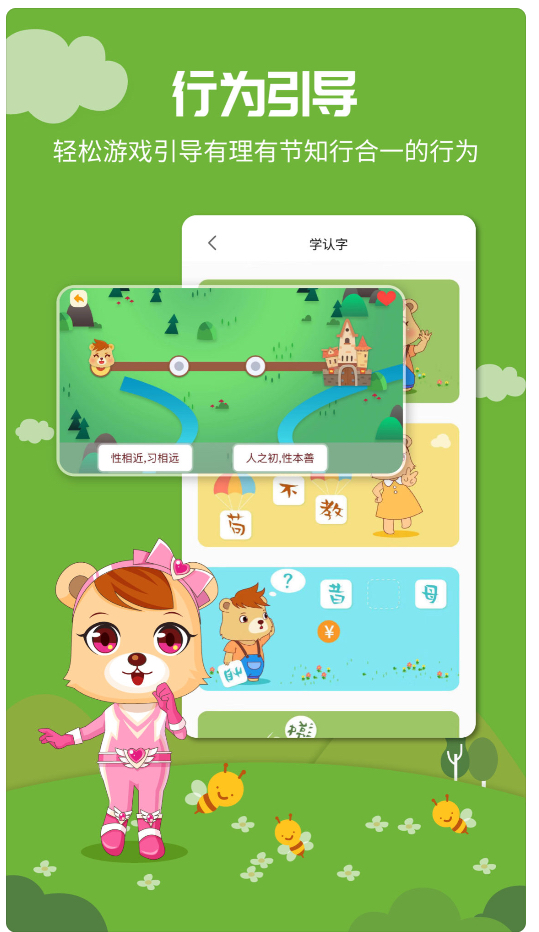 行为引导
轻松游戏引导有理有节知行合一的行为
学认字
性相近,习相远
人之初,性本善
不
教
苟
?
昔
母
¥